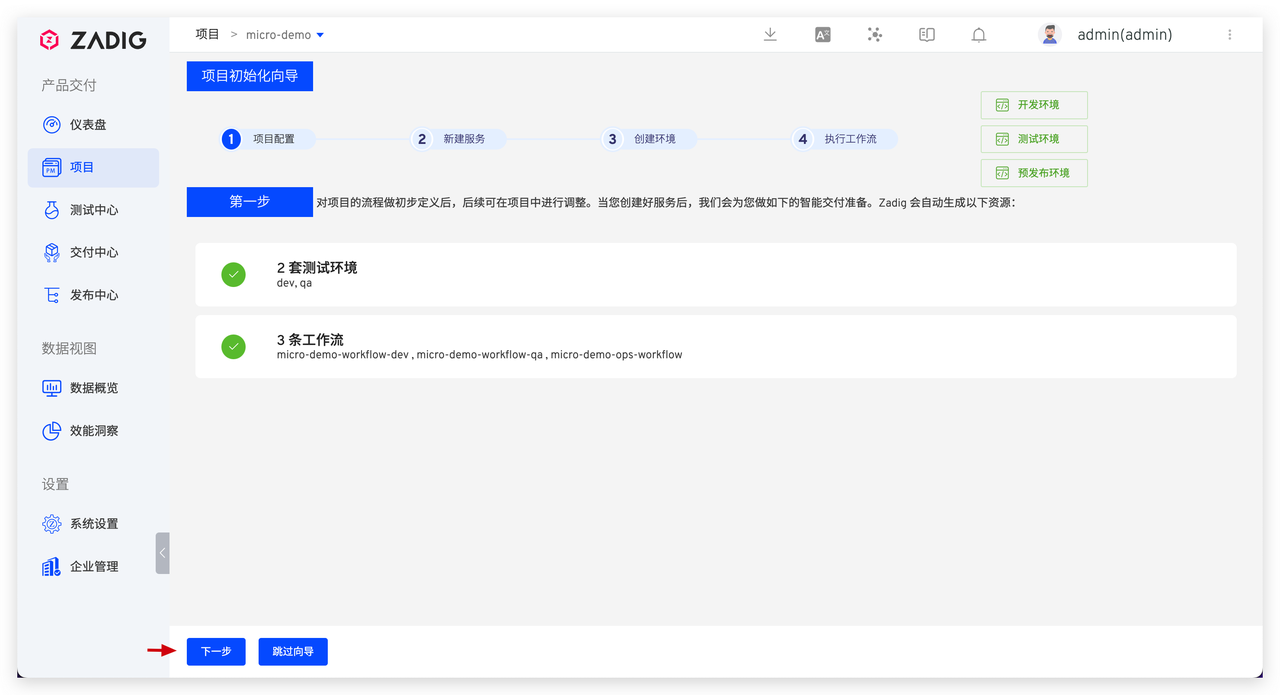 ZADIG
项目 > micro-demo
admin(admin)
产品交付
仪表盘
项目
测试中心
交付中心
发布中心
数据视图
数据概览
效能洞察
设置
系统设置
企业管理
项目初始化向导
1 项目配置
2 新建服务
3 创建环境
4 执行工作流
开发环境
测试环境
预发布环境
第一步 对项目的流程做初步定义后，后续可在项目中进行调整。当您创建好服务后，我们会为您做如下的智能交付准备。Zadig 会自动生成以下资源：
2 套测试环境
dev, qa
3 条工作流
micro-demo-workflow-dev , micro-demo-workflow-qa , micro-demo-ops-workflow
下一步 跳过向导